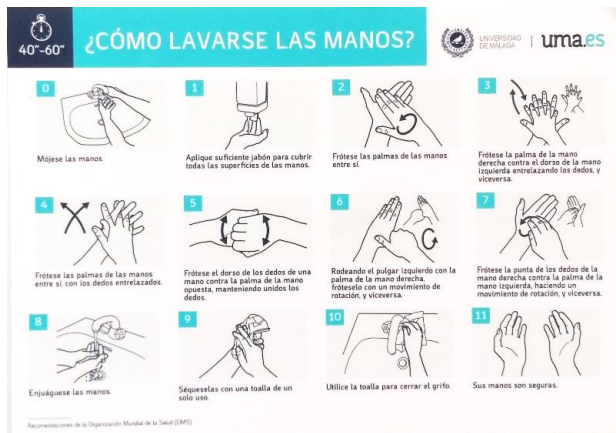 40"-60"
¿CÓMO LAVARSE LAS MANOS?
UNIVERSIDAD
DE MÁLAGA
uma.es
0
Mójese las manos.
1
Aplique suficiente jabón para cubrir
todas las superficies de las manos.
2
Frótese las palmas de las manos
entre sí.
3
Frótese la palma de la mano
derecha contra el dorso de la mano
izquierda entrelazando los dedos, y
viceversa.
4
Frótese las palmas de las manos
entre sí, con los dedos entrelazados.
5
Frótese el dorso de los dedos de una
mano contra la palma de la mano
opuesta, manteniendo unidos los
dedos.
6
Rodeando el pulgar izquierdo con la
palma de la mano derecha,
fróteselo con un movimiento de
rotación, y viceversa.
7
Frótese la punta de los dedos de la
mano derecha contra la palma de la
mano izquierda, haciendo un
movimiento de rotación, y viceversa.
8
Enjuáguese las manos.
9
Séqueselas con una toalla de un
solo uso.
10
Utilice la toalla para cerrar el grifo.
11
Sus manos son seguras.
Recomendaciones de la Organización Mundial de la Salud (OMS)